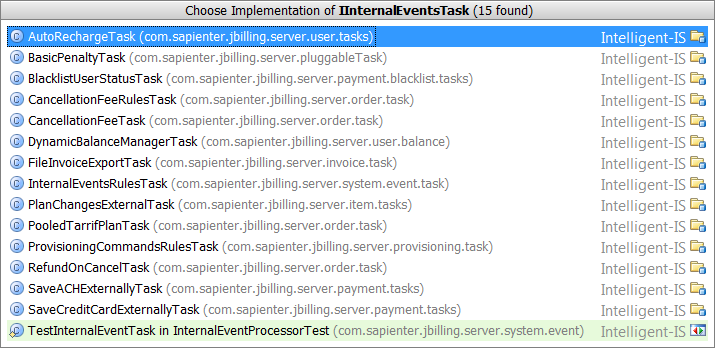 Choose Implementation of IInternalEventsTask (15 found)
AutoRechargeTask (com.sapienter.jbilling.server.user.tasks) Intelligent-IS
BasicPenaltyTask (com.sapienter.jbilling.server.pluggableTask) Intelligent-IS
BlacklistUserStatusTask (com.sapienter.jbilling.server.payment.blacklist.tasks) Intelligent-IS
CancellationFeeRulesTask (com.sapienter.jbilling.server.order.task) Intelligent-IS
CancellationFeeTask (com.sapienter.jbilling.server.order.task) Intelligent-IS
DynamicBalanceManagerTask (com.sapienter.jbilling.server.user.balance) Intelligent-IS
FileInvoiceExportTask (com.sapienter.jbilling.server.invoice.task) Intelligent-IS
InternalEventsRulesTask (com.sapienter.jbilling.server.system.event.task) Intelligent-IS
PlanChangesExternalTask (com.sapienter.jbilling.server.item.tasks) Intelligent-IS
PooledTarrifPlanTask (com.sapienter.jbilling.server.order.task) Intelligent-IS
ProvisioningCommandsRulesTask (com.sapienter.jbilling.server.provisioning.task) Intelligent-IS
RefundOnCancelTask (com.sapienter.jbilling.server.order.task) Intelligent-IS
SaveACHExternallyTask (com.sapienter.jbilling.server.payment.tasks) Intelligent-IS
SaveCreditCardExternallyTask (com.sapienter.jbilling.server.payment.tasks) Intelligent-IS
TestInternalEventTask in InternalEventProcessorTest (com.sapienter.jbilling.server.system.event) Intelligent-IS